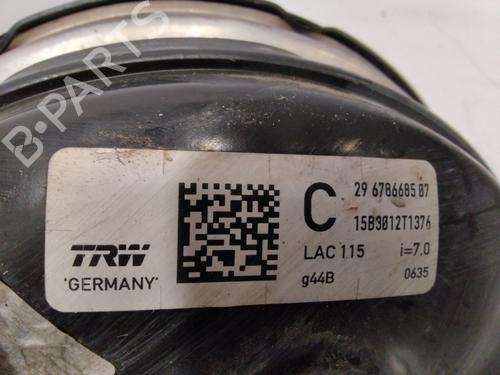 B-PARTS
TRW
"GERMANY"
C
29 6786685 07
15B3012T1376
LAC 115 i=7.0
g44B 0635